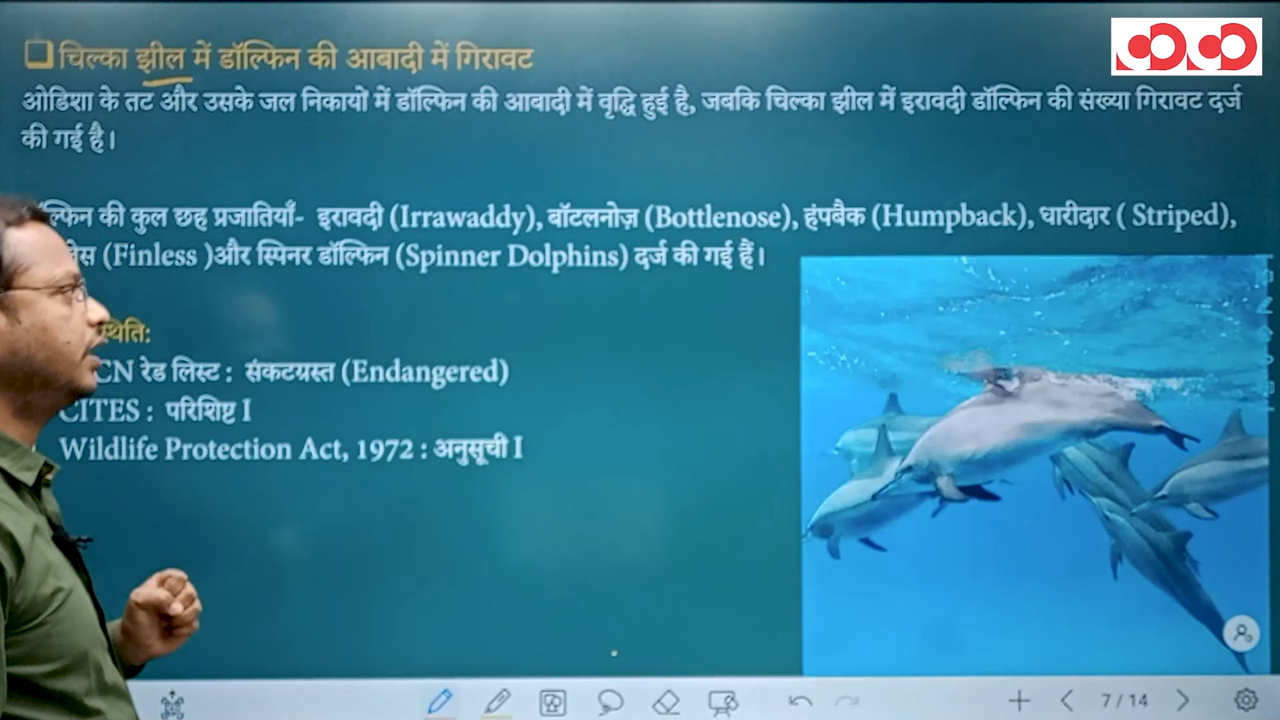 चिल्का झील में डॉल्फिन की आबादी में गिरावट
ओडिशा के तट और उसके जल निकायों में डॉल्फिन की आबादी में वृद्धि हुई है, जबकि चिल्का झील में इरावदी डॉल्फिन की संख्या गिरावट दर्ज
की गई है।
की कुल छह प्रजातियाँ- इरावदी (Irrawaddy), बॉटलनोज़ (Bottlenose), हंपबैक (Humpback), धारीदार ( Striped),
(Finless )और स्पिनर डॉल्फिन (Spinner Dolphins) दर्ज की गई हैं।
रेड लिस्ट : संकटग्रस्त (Endangered)
CITES : परिशिष्ट I
Wildlife Protection Act, 1972 : अनुसूची I
7 / 14